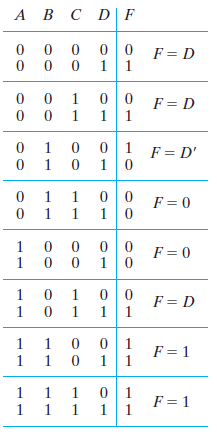 A B C D F
0 0 0 0 0
F = D
0 0 0 1 1
0 0 1 0 0
F = D
0 0 1 1 1
0 1 0 0 1
F = D'
0 1 0 1 0
0 1 1 0 0
F = 0
0 1 1 1 0
1 0 0 0 0
F = 0
1 0 0 1 0
1 0 1 0 0
F = D
1 0 1 1 1
1 1 0 0 1
F = 1
1 1 0 1 1
1 1 1 0 1
F = 1
1 1 1 1 1